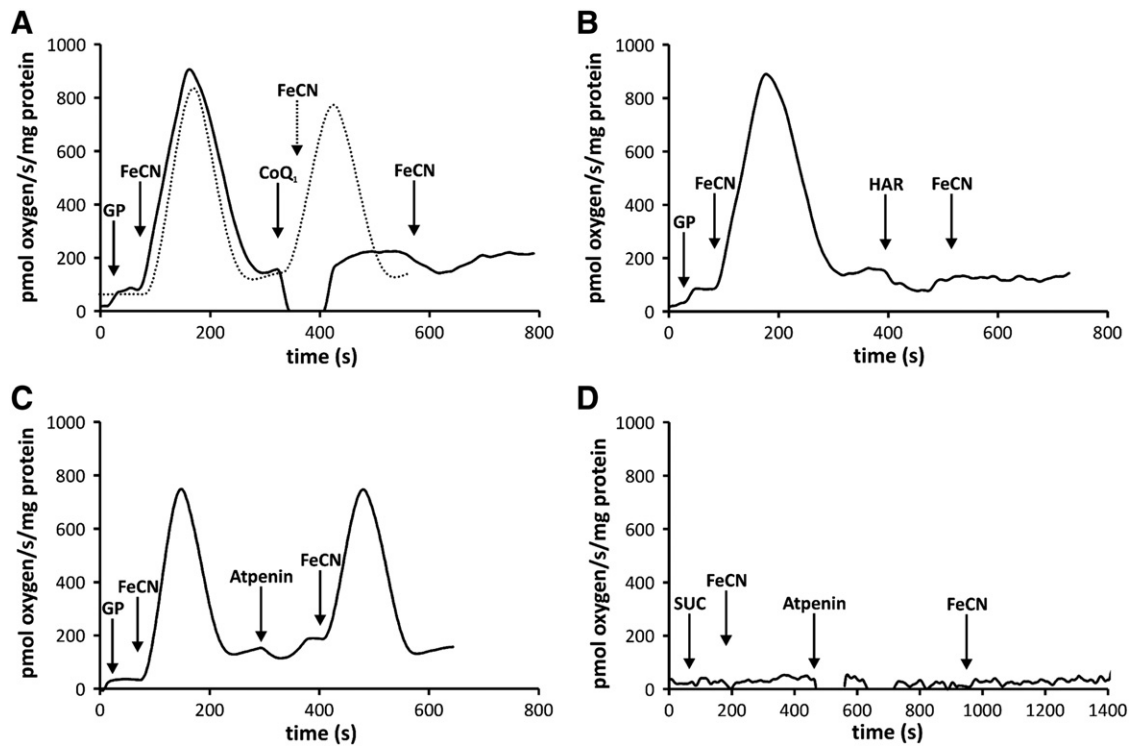 A
pmol oxygen/s/mg protein
1000
800
600
400
200
0
GP
FeCN
CoQ1
FeCN
FeCN
0 200 400 600 800
time (s)
B
pmol oxygen/s/mg protein
1000
800
600
400
200
0
GP
FeCN
HAR
FeCN
0 200 400 600 800
time (s)
C
pmol oxygen/s/mg protein
1000
800
600
400
200
0
GP
FeCN
Atpenin
FeCN
0 200 400 600 800
time (s)
D
pmol oxygen/s/mg protein
1000
800
600
400
200
0
SUC
FeCN
Atpenin
FeCN
0 200 400 600 800 1000 1200 1400
time (s)